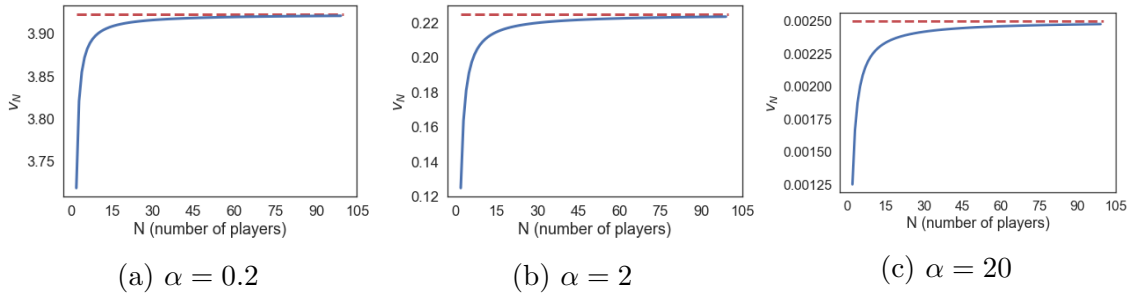 3.90
3.85
3.80
3.75
v_N
0 15 30 45 60 75 90 105
N (number of players)
(a) α = 0.2
0.22
0.20
0.18
0.16
0.14
0.12
v_N
0 15 30 45 60 75 90 105
N (number of players)
(b) α = 2
0.00250
0.00225
0.00200
0.00175
0.00150
0.00125
v_N
0 15 30 45 60 75 90 105
N (number of players)
(c) α = 20